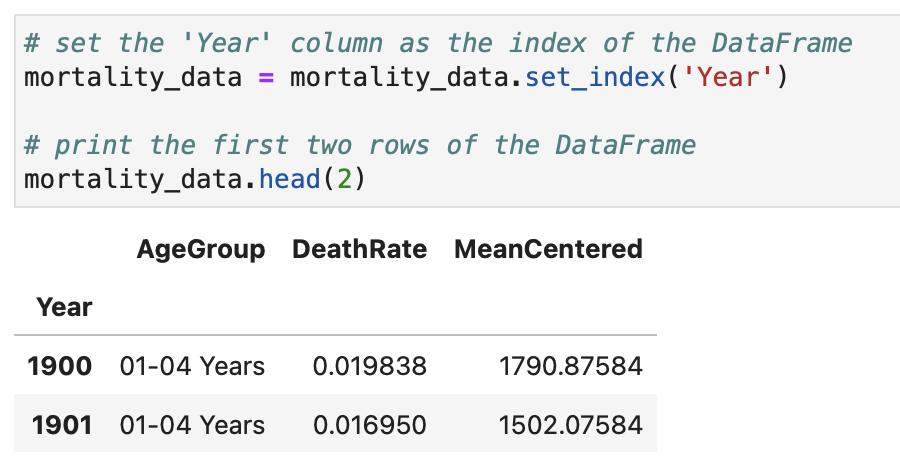 # set the 'Year' column as the index of the DataFrame
mortality_data = mortality_data.set_index('Year')
# print the first two rows of the DataFrame
mortality_data.head(2)
AgeGroup DeathRate MeanCentered
Year
1900 01-04 Years 0.019838 1790.87584
1901 01-04 Years 0.016950 1502.07584